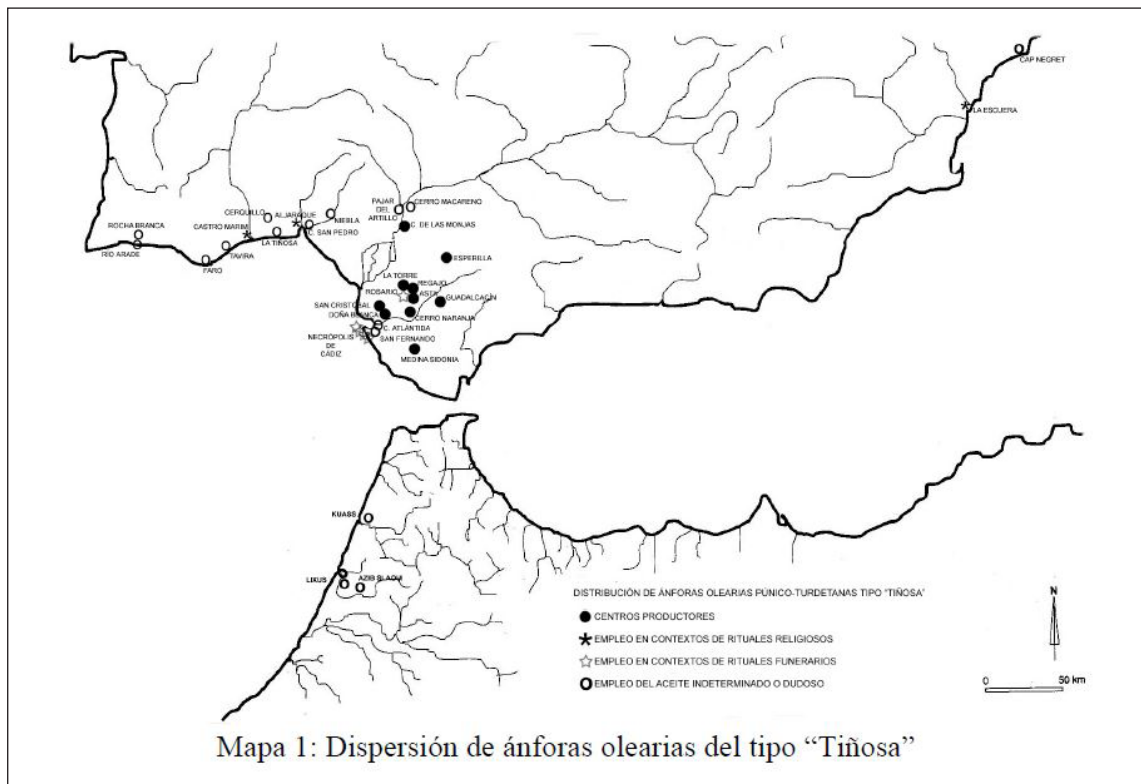 CAP NEGRET
LA ESCUERA
FAJAR
DEL
ARTILLO
CERRO MACARENO
C. DE LAS MONJAS
CERQUILLO
ALJARAQUE
NIEBLA
ROCHA BRANCA
CASTRO MARIM
C. SAN PEDRO
LA TIÑOSA
RIO ARADE
TAVIRA
FARO
ESPERILLA
LA TORRE
REGAJO
ROSARIO
ASTA
GUADALCACÍN
SAN CRISTOBAL
DOÑA BLANCA
CERRO NARANJA
C. ATLÁNTIDA
NECRÓPOLIS
DE
CÁDIZ
SAN FERNANDO
MEDINA SIDONIA
KUASS
LIKUS
AZIB SLAOUI
DISTRIBUCIÓN DE ÁNFORAS OLEARIAS PÚNICO-TURDETANAS TIPO "TIÑOSA"
CENTROS PRODUCTORES
EMPLEO EN CONTEXTOS DE RITUALES RELIGIOSOS
EMPLEO EN CONTEXTOS DE RITUALES FUNERARIOS
EMPLEO DEL ACEITE INDETERMINADO O DUDOSO
N
0 50 km
Mapa 1: Dispersión de ánforas olearias del tipo “Tiñosa”